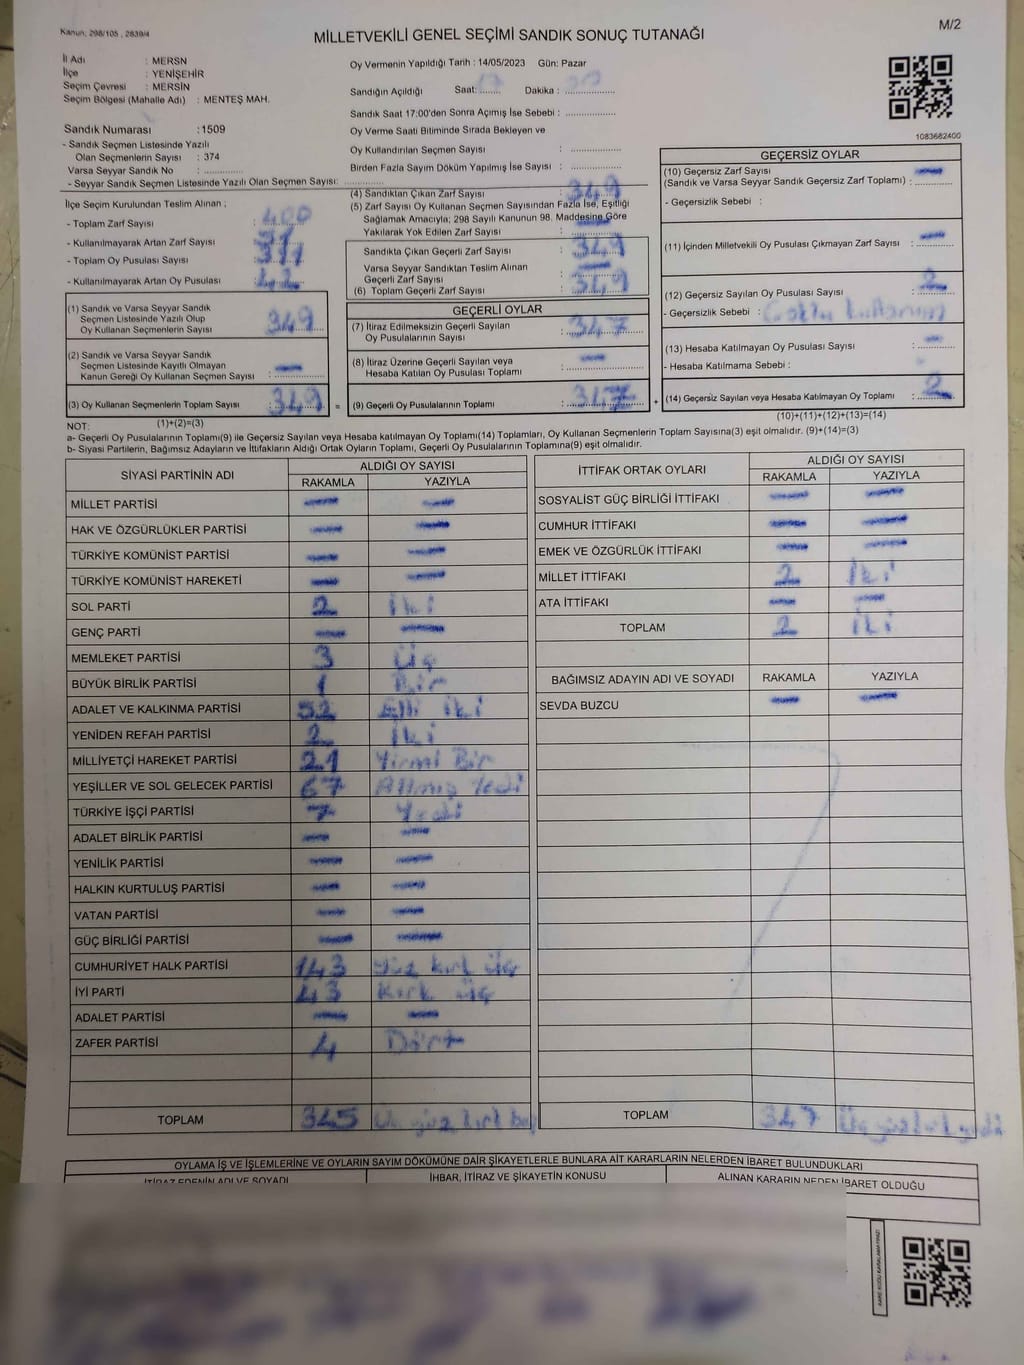 Kanun, 298/105 , 2839/4
M/2
MİLLETVEKİLİ GENEL SEÇİMİ SANDIK SONUÇ TUTANAĞI
İl Adı : MERSN
İlçe : YENİŞEHİR
Seçim Çevresi : MERSİN
Seçim Bölgesi (Mahalle Adı) : MENTEŞ MAH.
Sandık Numarası :1509
- Sandık Seçmen Listesinde Yazılı
Olan Seçmenlerin Sayısı : 374
Varsa Seyyar Sandık No : ..............
- Seyyar Sandık Seçmen Listesinde Yazılı Olan Seçmen Sayısı: ..............
Oy Vermenin Yapıldığı Tarih : 14/05/2023 Gün: Pazar
Sandığın Açıldığı Saat: 17 Dakika :
Sandık Saat 17:00'den Sonra Açımış İse Sebebi : ..............
Oy Verme Saati Bitiminde Sırada Bekleyen ve
Oy Kullandırılan Seçmen Sayısı : ..............
Birden Fazla Sayım Döküm Yapılmış İse Sayısı : ..............
1083682400
İlçe Seçim Kurulundan Teslim Alınan ;
- Toplam Zarf Sayısı : 400
- Kullanılmayarak Artan Zarf Sayısı :
- Toplam Oy Pusulası Sayısı :
- Kullanılmayarak Artan Oy Pusulası : 42
(1) Sandık ve Varsa Seyyar Sandık
Seçmen Listesinde Yazılı Olup
Oy Kullanan Seçmenlerin Sayısı : 349
(2) Sandık ve Varsa Seyyar Sandık
Seçmen Listesinde Kayıtlı Olmayan
Kanun Gereği Oy Kullanan Seçmen Sayısı : —
(3) Oy Kullanan Seçmenlerin Toplam Sayısı : 349
(4) Sandıktan Çıkan Zarf Sayısı : 349
(5) Zarf Sayısı Oy Kullanan Seçmen Sayısından Fazla İse, Eşitliği
Sağlamak Amacıyla; 298 Sayılı Kanunun 98. Maddesine Göre
Yakılarak Yok Edilen Zarf Sayısı : —
Sandıkta Çıkan Geçerli Zarf Sayısı : 349
Varsa Seyyar Sandıktan Teslim Alınan
Geçerli Zarf Sayısı : —
(6) Toplam Geçerli Zarf Sayısı : 349
GEÇERLİ OYLAR
(7) İtiraz Edilmeksizin Geçerli Sayılan
Oy Pusulalarının Sayısı : 347
(8) İtiraz Üzerine Geçerli Sayılan veya
Hesaba Katılan Oy Pusulası Toplamı : —
= (9) Geçerli Oy Pusulalarının Toplamı : 347
GEÇERSİZ OYLAR
(10) Geçersiz Zarf Sayısı
(Sandık ve Varsa Seyyar Sandık Geçersiz Zarf Toplamı) : —
- Geçersizlik Sebebi :
(11) İçinden Milletvekili Oy Pusulası Çıkmayan Zarf Sayısı : —
(12) Geçersiz Sayılan Oy Pusulası Sayısı : 2
- Geçersizlik Sebebi :
(13) Hesaba Katılmayan Oy Pusulası Sayısı : —
- Hesaba Katılmama Sebebi : —
+ (14) Geçersiz Sayılan veya Hesaba Katılmayan Oy Toplamı : 2
NOT: (1)+(2)=(3)
(10)+(11)+(12)+(13)=(14)
a- Geçerli Oy Pusulalarının Toplamı(9) ile Geçersiz Sayılan veya Hesaba katılmayan Oy Toplamı(14) Toplamları, Oy Kullanan Seçmenlerin Toplam Sayısına(3) eşit olmalıdır. (9)+(14)=(3)
b- Siyasi Partilerin, Bağımsız Adayların ve İttifakların Aldığı Ortak Oyların Toplamı, Geçerli Oy Pusulalarının Toplamına(9) eşit olmalıdır.
SİYASİ PARTİNİN ADI ALDIĞI OY SAYISI
RAKAMLA YAZIYLA
MİLLET PARTİSİ — —
HAK VE ÖZGÜRLÜKLER PARTİSİ — —
TÜRKİYE KOMÜNİST PARTİSİ — —
TÜRKİYE KOMÜNİST HAREKETİ — —
SOL PARTİ 2 İki
GENÇ PARTİ — —
MEMLEKET PARTİSİ 3 Üç
BÜYÜK BİRLİK PARTİSİ 1 Bir
ADALET VE KALKINMA PARTİSİ 52 Elli iki
YENİDEN REFAH PARTİSİ 2 İki
MİLLİYETÇİ HAREKET PARTİSİ 21 Yirmi Bir
YEŞİLLER VE SOL GELECEK PARTİSİ 67 Altmış Yedi
TÜRKİYE İŞÇİ PARTİSİ 7 Yedi
ADALET BİRLİK PARTİSİ — —
YENİLİK PARTİSİ — —
HALKIN KURTULUŞ PARTİSİ — —
VATAN PARTİSİ — —
GÜÇ BİRLİĞİ PARTİSİ — —
CUMHURİYET HALK PARTİSİ 143 Yüz kırk üç
İYİ PARTİ 43 Kırk üç
ADALET PARTİSİ — —
ZAFER PARTİSİ 4 Dört
TOPLAM 345 Üç yüz kırk beş
İTTİFAK ORTAK OYLARI ALDIĞI OY SAYISI
RAKAMLA YAZIYLA
SOSYALİST GÜÇ BİRLİĞİ İTTİFAKI — —
CUMHUR İTTİFAKI — —
EMEK VE ÖZGÜRLÜK İTTİFAKI — —
MİLLET İTTİFAKI 2 İki
ATA İTTİFAKI — —
TOPLAM 2 İki
BAĞIMSIZ ADAYIN ADI VE SOYADI RAKAMLA YAZIYLA
SEVDA BUZCU — —
TOPLAM 347 Üç yüz kırk yedi
OYLAMA İŞ VE İŞLEMLERİNE VE OYLARIN SAYIM DÖKÜMÜNE DAİR ŞİKAYETLERLE BUNLARA AİT KARARLARIN NELERDEN İBARET BULUNDUKLARI
İTİRAZ EDENİN ADI VE SOYADI İHBAR, İTİRAZ VE ŞİKAYETİN KONUSU ALINAN KARARIN NEDEN İBARET OLDUĞU